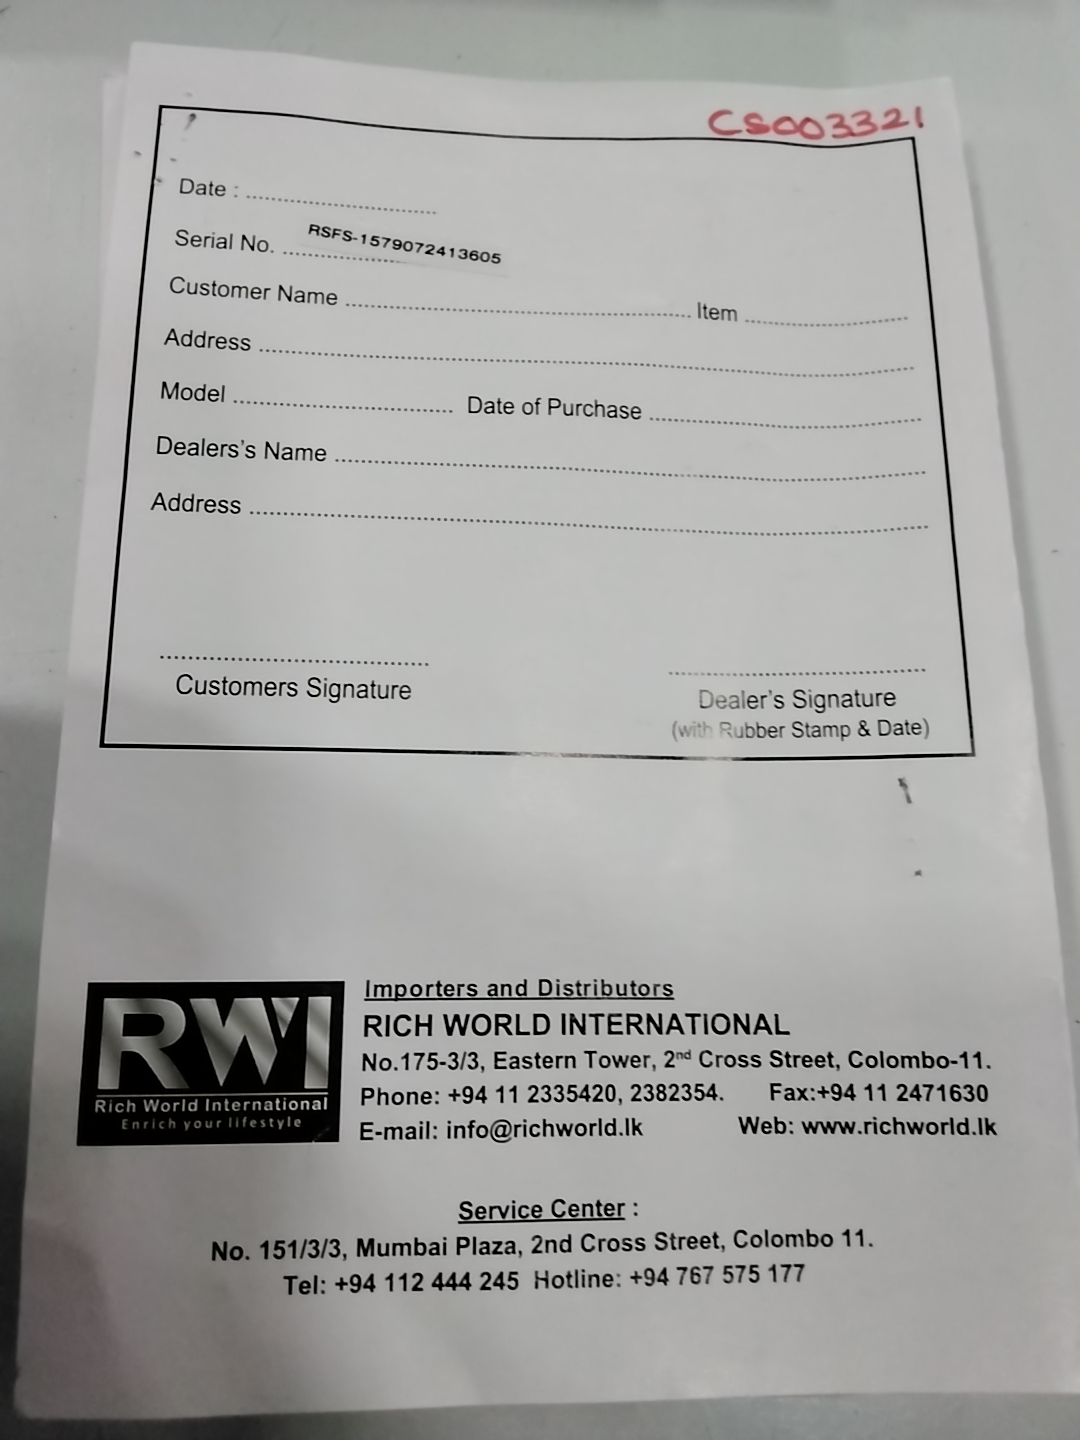 CS003321
Date : ........................
Serial No. .................. RSFS-1579072413605
Customer Name ........................................ Item ....................
Address ................................................................................
Model .......................... Date of Purchase ................................
Dealers's Name ......................................................................
Address ................................................................................
Customers Signature
Dealer's Signature
(with Rubber Stamp & Date)
RWI
Rich World International
Enrich your lifestyle
Importers and Distributors
RICH WORLD INTERNATIONAL
No.175-3/3, Eastern Tower, 2nd Cross Street, Colombo-11.
Phone: +94 11 2335420, 2382354. Fax:+94 11 2471630
E-mail: info@richworld.lk Web: www.richworld.lk
Service Center :
No. 151/3/3, Mumbai Plaza, 2nd Cross Street, Colombo 11.
Tel: +94 112 444 245 Hotline: +94 767 575 177